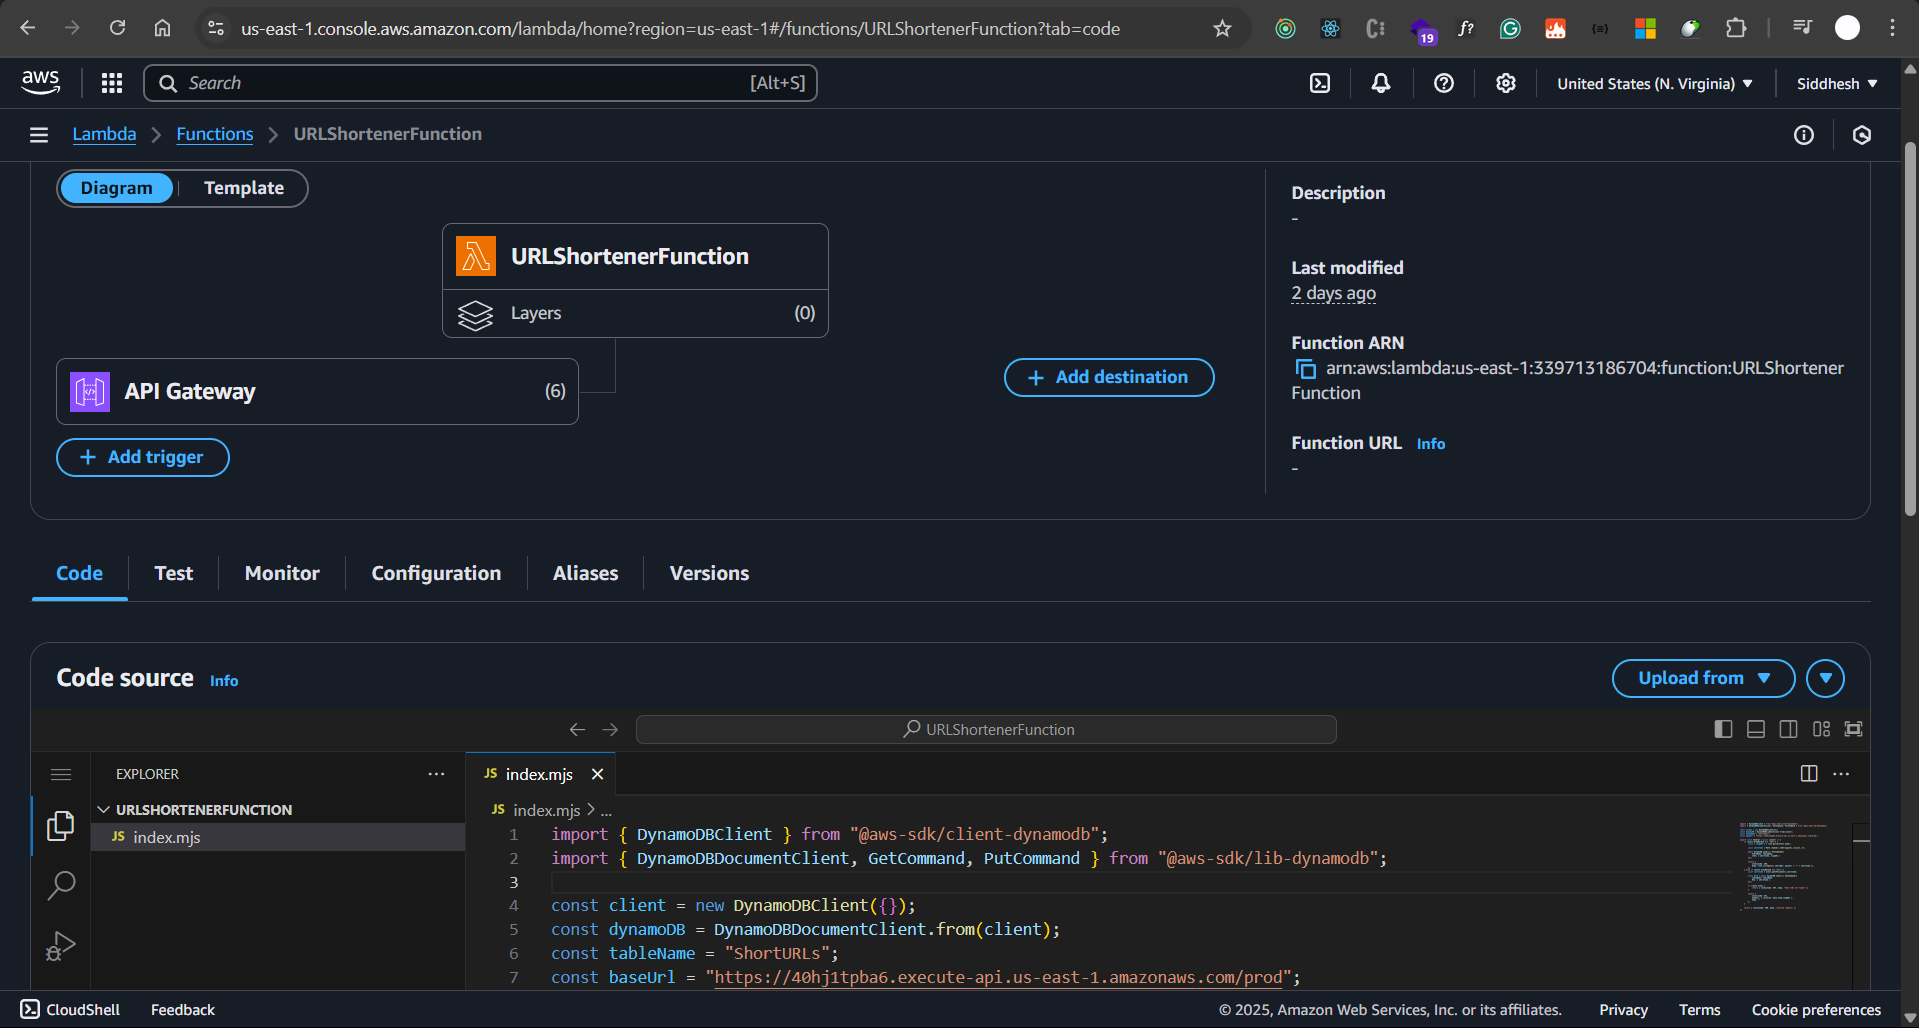 us-east-1.console.aws.amazon.com/lambda/home?region=us-east-1#/functions/URLShortenerFunction?tab=code
19
f?
aws
Search
[Alt+S]
United States (N. Virginia)
Siddhesh
Lambda
Functions
URLShortenerFunction
Diagram
Template
URLShortenerFunction
Layers
(0)
API Gateway
(6)
+ Add destination
+ Add trigger
Description
-
Last modified
2 days ago
Function ARN
arn:aws:lambda:us-east-1:339713186704:function:URLShortener
Function
Function URL Info
-
Code
Test
Monitor
Configuration
Aliases
Versions
Code source Info
Upload from
URLShortenerFunction
EXPLORER
URLSHORTENERFUNCTION
JS index.mjs
JS index.mjs
JS index.mjs > ...
1 import { DynamoDBClient } from "@aws-sdk/client-dynamodb";
2 import { DynamoDBDocumentClient, GetCommand, PutCommand } from "@aws-sdk/lib-dynamodb";
3
4 const client = new DynamoDBClient({});
5 const dynamoDB = DynamoDBDocumentClient.from(client);
6 const tableName = "ShortURLs";
7 const baseUrl = "https://40hj1tpba6.execute-api.us-east-1.amazonaws.com/prod";
CloudShell
Feedback
© 2025, Amazon Web Services, Inc. or its affiliates.
Privacy
Terms
Cookie preferences